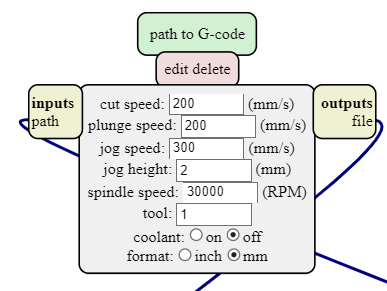 path to G-code
edit delete
inputs
path
cut speed: 200 (mm/s)
plunge speed: 200 (mm/s)
jog speed: 300 (mm/s)
jog height: 2 (mm)
spindle speed: 30000 (RPM)
tool: 1
coolant: on off
format: inch mm
outputs
file